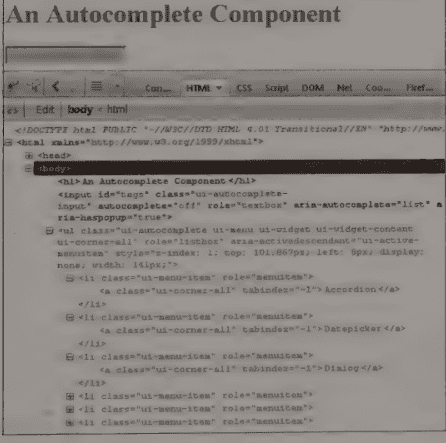 An Autocomplete Component
Con... HTML CSS Script DOM Net Coo...
Edit body < html Firef...
<!DOCTYPE html PUBLIC "-//W3C//DTD HTML 4.01 Transitional//EN" "http://www.
<html xmlns="http://www.w3.org/1999/xhtml">
<head>
<body>
<h1>An Autocomplete Component</h1>
<input id="tags" class="ui-autocomplete-
input" autocomplete="off" role="textbox" aria-autocomplete="list" a
ria-haspopup="true">
<ul class="ui-autocomplete ui-menu ui-widget ui-widget-content
ui-corner-all" role="listbox" aria-activedescendant="ui-active-
menuitem" style="z-index: 1; top: px; left: px; display:
none; width: px;">
<li class="ui-menu-item" role="menuitem">
<a class="ui-corner-all" tabindex="-1">Accordion</a>
</li>
<li class="ui-menu-item" role="menuitem">
<a class="ui-corner-all" tabindex="-1">Datepicker</a>
</li>
<li class="ui-menu-item" role="menuitem">
<a class="ui-corner-all" tabindex="-1">Dialog</a>
</li>
<li class="ui-menu-item" role="menuitem">
<li class="ui-menu-item" role="menuitem">
<li class="ui-menu-item" role="menuitem">